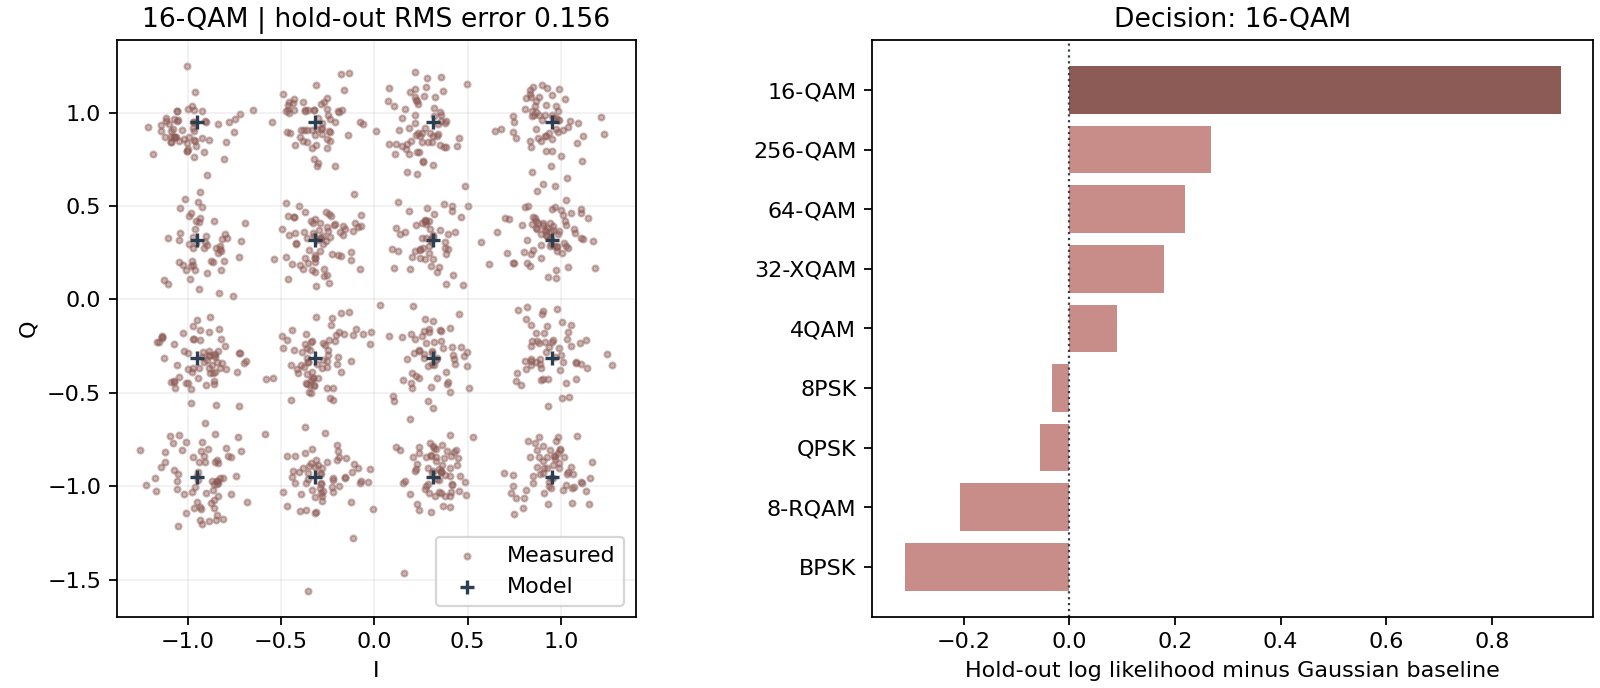 16-QAM | hold-out RMS error 0.156
1.0
0.5
0.0
−0.5
−1.0
−1.5
Q
−1.0
−0.5
0.0
0.5
1.0
I
Measured
Model
Decision: 16-QAM
16-QAM
256-QAM
64-QAM
32-XQAM
4QAM
8PSK
QPSK
8-RQAM
BPSK
−0.2
0.0
0.2
0.4
0.6
0.8
Hold-out log likelihood minus Gaussian baseline